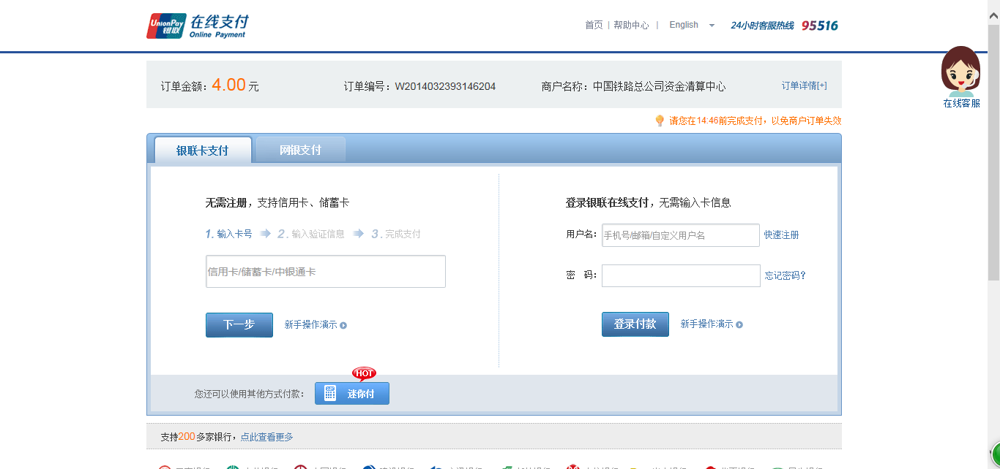 UnionPay 银联 在线支付 Online Payment
首页 | 帮助中心 | English 24小时客服热线 95516
在线客服
订单金额：4.00 元 订单编号：W2014032393146204 商户名称：中国铁路总公司资金清算中心 订单详情[+]
请您在14:46前完成支付，以免商户订单失效
银联卡支付 网银支付
无需注册，支持信用卡、储蓄卡
1. 输入卡号 2. 输入验证信息 3. 完成支付
信用卡/储蓄卡/中银通卡
下一步 新手操作演示
登录银联在线支付，无需输入卡信息
用户名： 手机号/邮箱/自定义用户名 快速注册
密 码： 忘记密码?
登录付款 新手操作演示
HOT
您还可以使用其他方式付款： 迷你付
支持200多家银行，点此查看更多